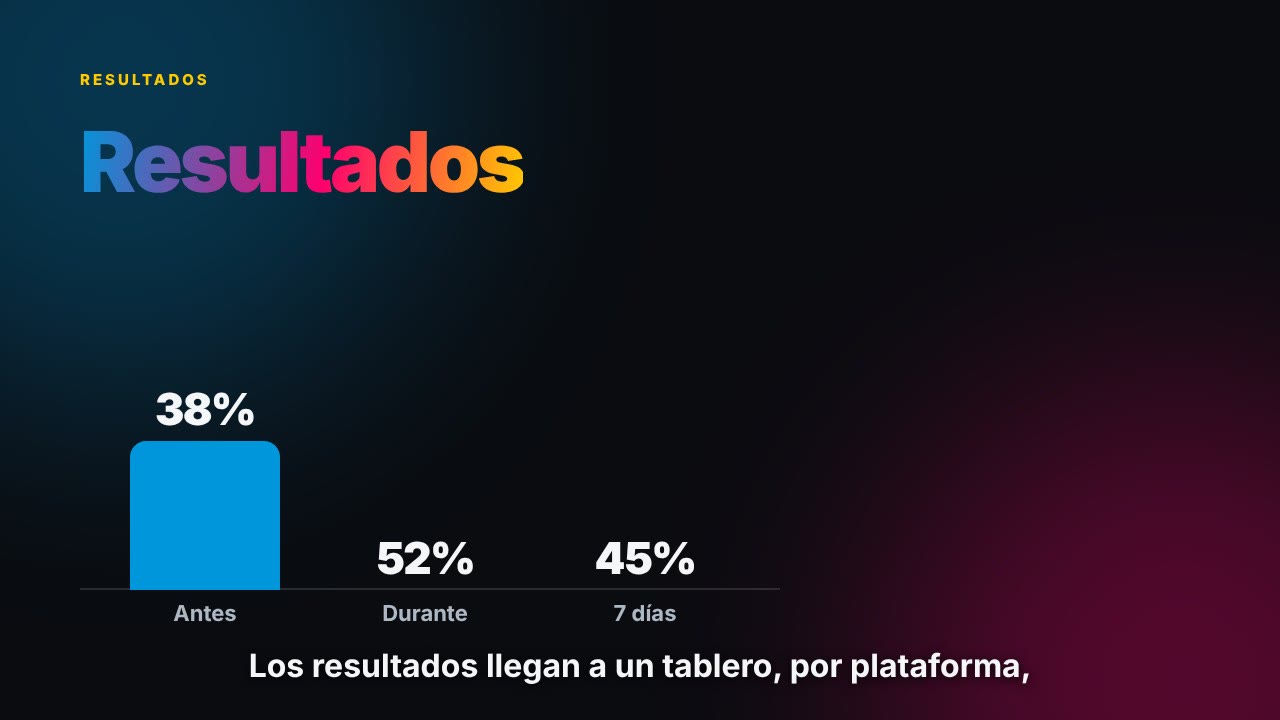 RESULTADOS
Resultados
38%
52%
45%
Antes
Durante
7 días
Los resultados llegan a un tablero, por plataforma,